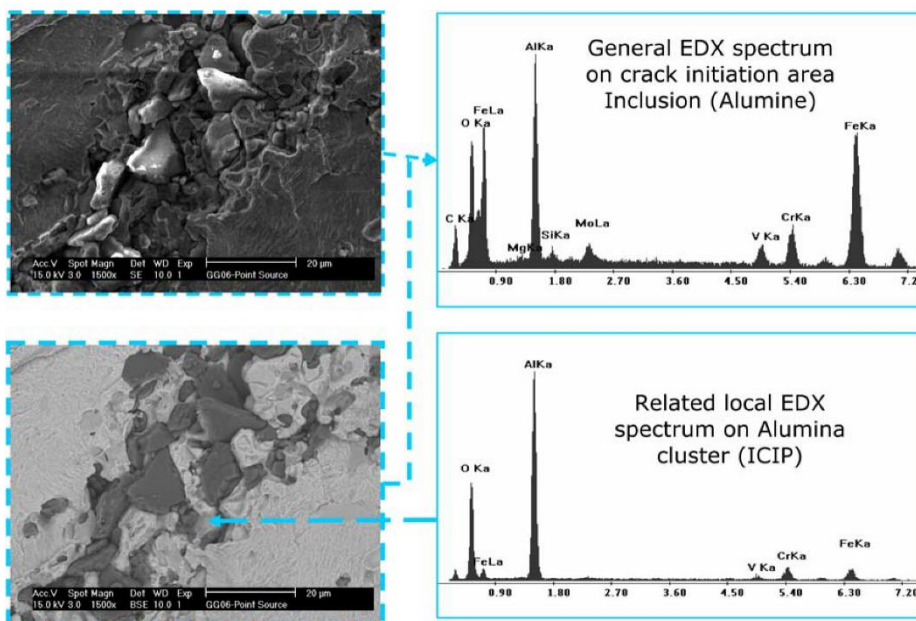 Acc.V Spot Magn Det WD Exp
15.0 kV 3.0 1500x SE 10.0 1 GG06-Point Source
20 µm
General EDX spectrum
on crack initiation area
Inclusion (Alumine)
AlKa
FeLa
O Ka
FeKa
C Ka
MgKa
SiKa
MoLa
V Ka
CrKa
0.90 1.80 2.70 3.60 4.50 5.40 6.30 7.2
Acc.V Spot Magn Det WD Exp
15.0 kV 3.0 1500x BSE 10.0 1 GG06-Point Source
20 µm
Related local EDX
spectrum on Alumina
cluster (ICIP)
AlKa
O Ka
FeLa
V Ka
CrKa
FeKa
0.90 1.80 2.70 3.60 4.50 5.40 6.30 7.20